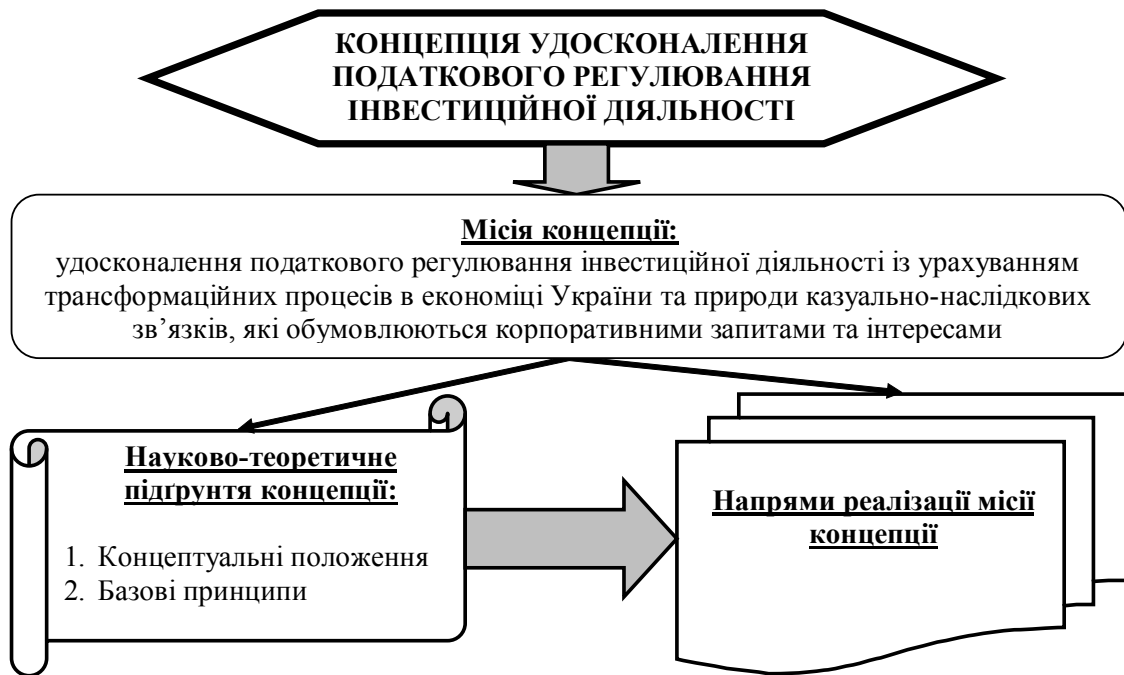 КОНЦЕПЦІЯ УДОСКОНАЛЕННЯ
ПОДАТКОВОГО РЕГУЛЮВАННЯ
ІНВЕСТИЦІЙНОЇ ДІЯЛЬНОСТІ
Місія концепції:
удосконалення податкового регулювання інвестиційної діяльності із урахуванням
трансформаційних процесів в економіці України та природи казуально-наслідкових
зв’язків, які обумовлюються корпоративними запитами та інтересами
Науково-теоретичне
підґрунтя концепції:
1. Концептуальні положення
2. Базові принципи
Напрями реалізації місії
концепції